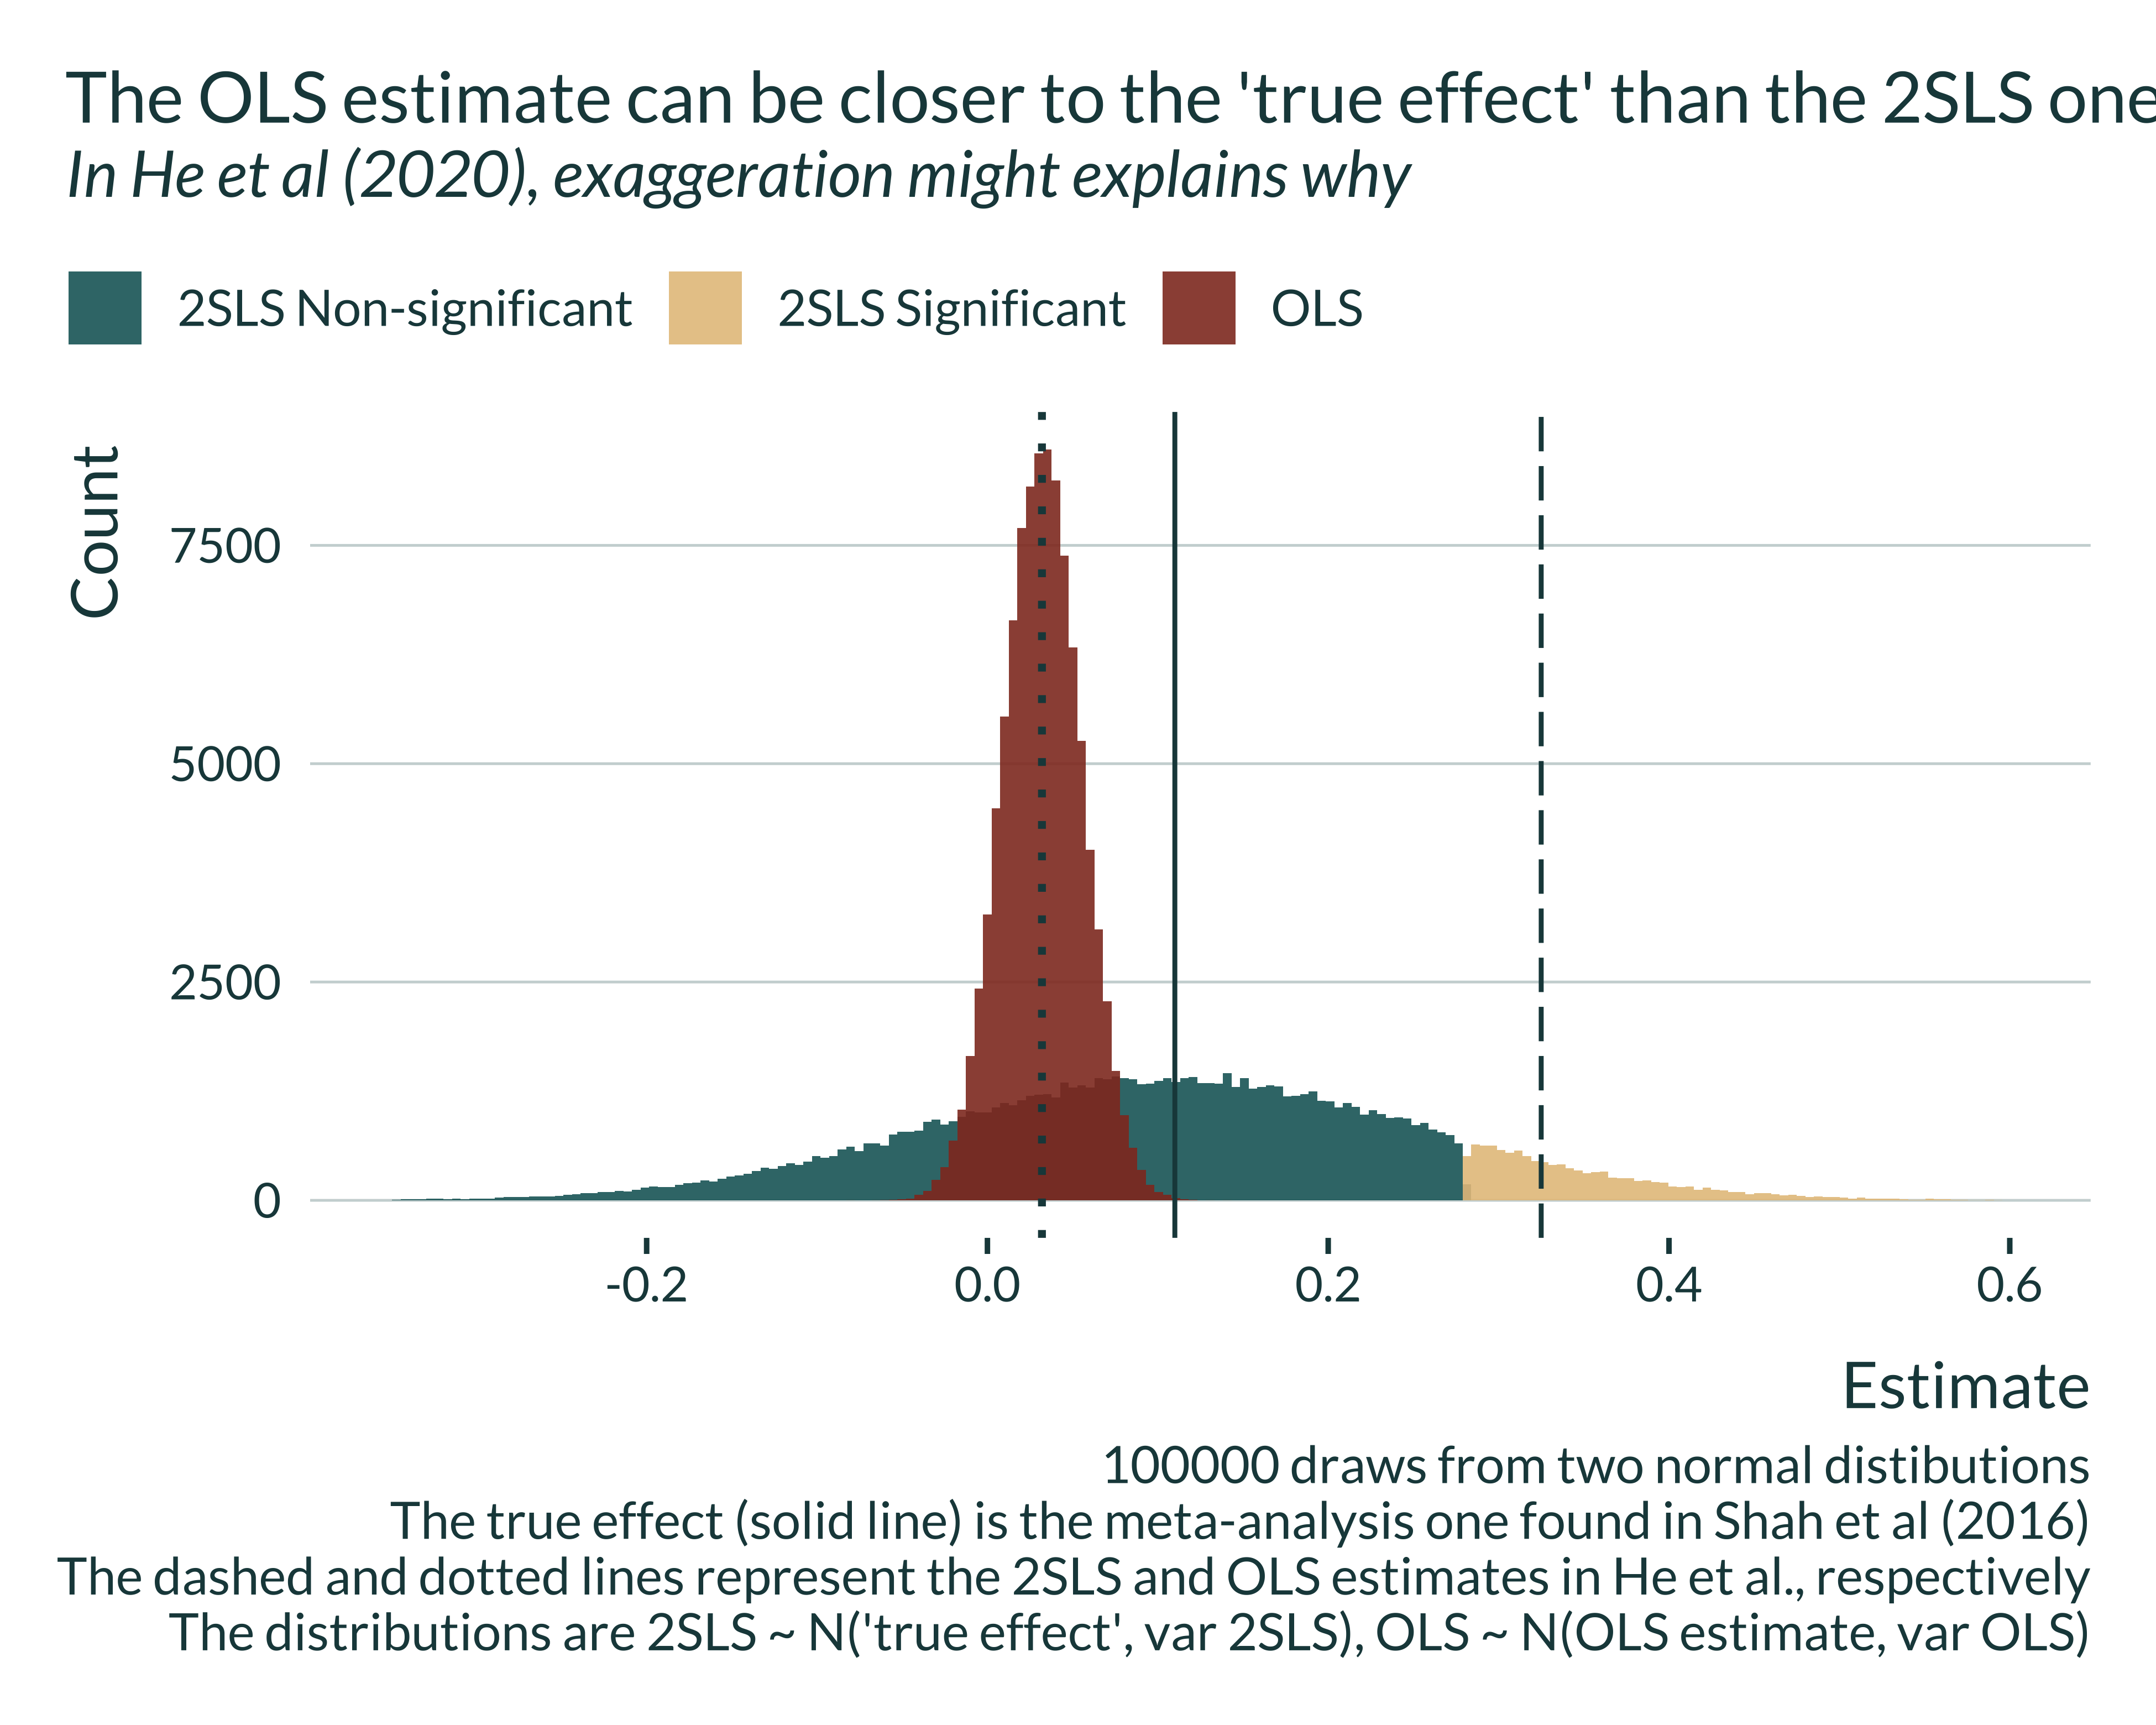 The OLS estimate can be closer to the 'true effect' than the 2SLS one
In He et al (2020), exaggeration might explains why
2SLS Non-significant 2SLS Significant OLS
Count
7500
5000
2500
0
-0.2 0.0 0.2 0.4 0.6
Estimate
100000 draws from two normal distibutions
The true effect (solid line) is the meta-analysis one found in Shah et al (2016)
The dashed and dotted lines represent the 2SLS and OLS estimates in He et al., respectively
The distributions are 2SLS ~ N('true effect', var 2SLS), OLS ~ N(OLS estimate, var OLS)